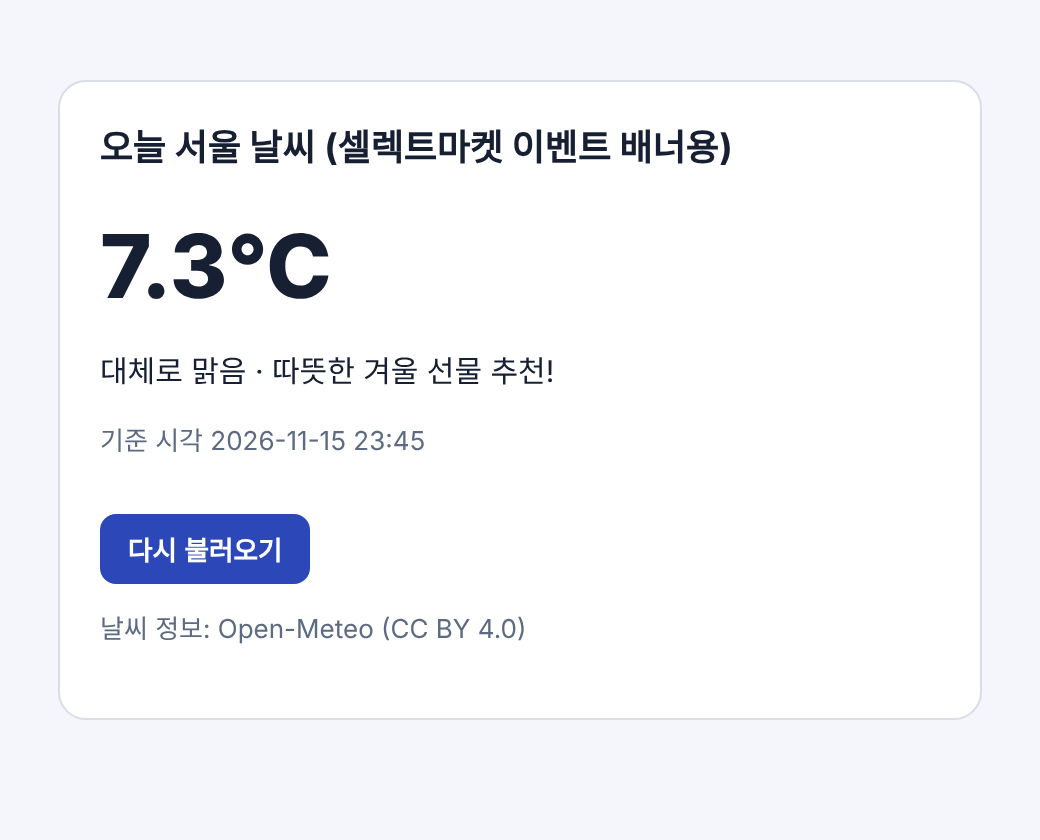 오늘 서울 날씨 (셀렉트마켓 이벤트 배너용)
7.3°C
대체로 맑음 · 따뜻한 겨울 선물 추천!
기준 시각 2026-11-15 23:45
다시 불러오기
날씨 정보: Open-Meteo (CC BY 4.0)